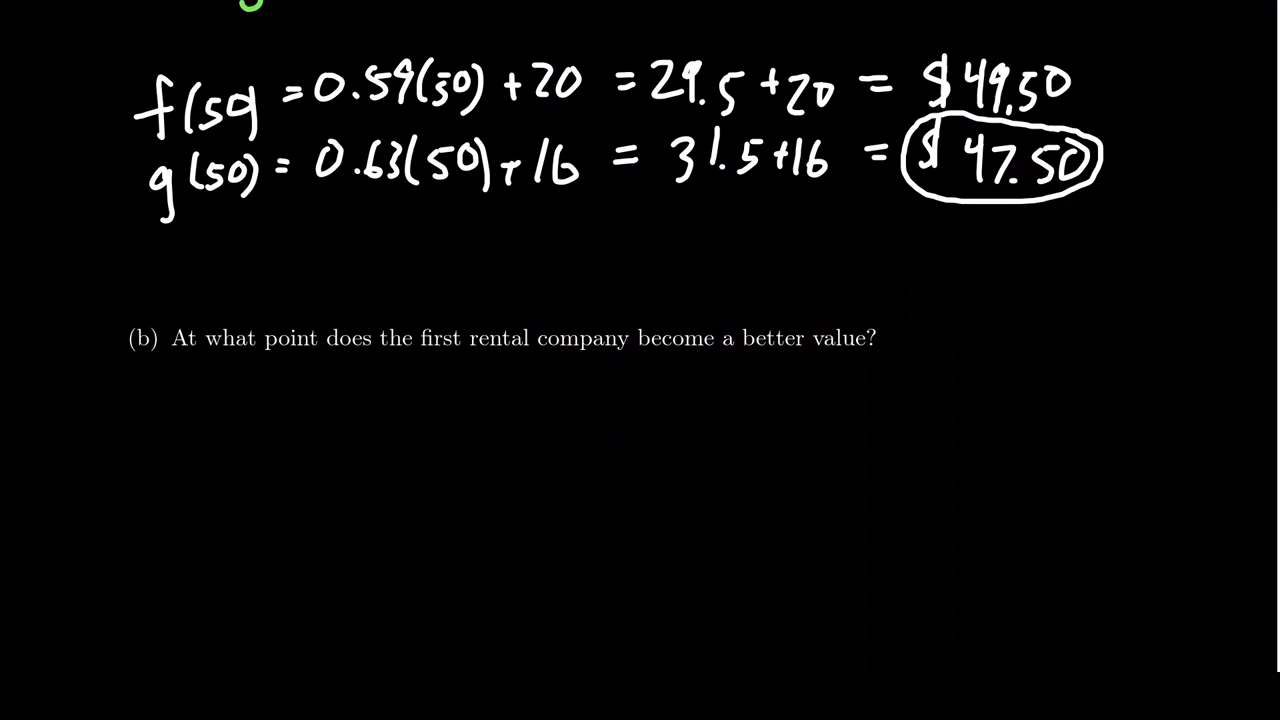 f(50) = 0.59(50) + 20 = 29.5 + 20 = $49.50
g(50) = 0.63(50) + 16 = 31.5 + 16 = $47.50
(b) At what point does the first rental company become a better value?